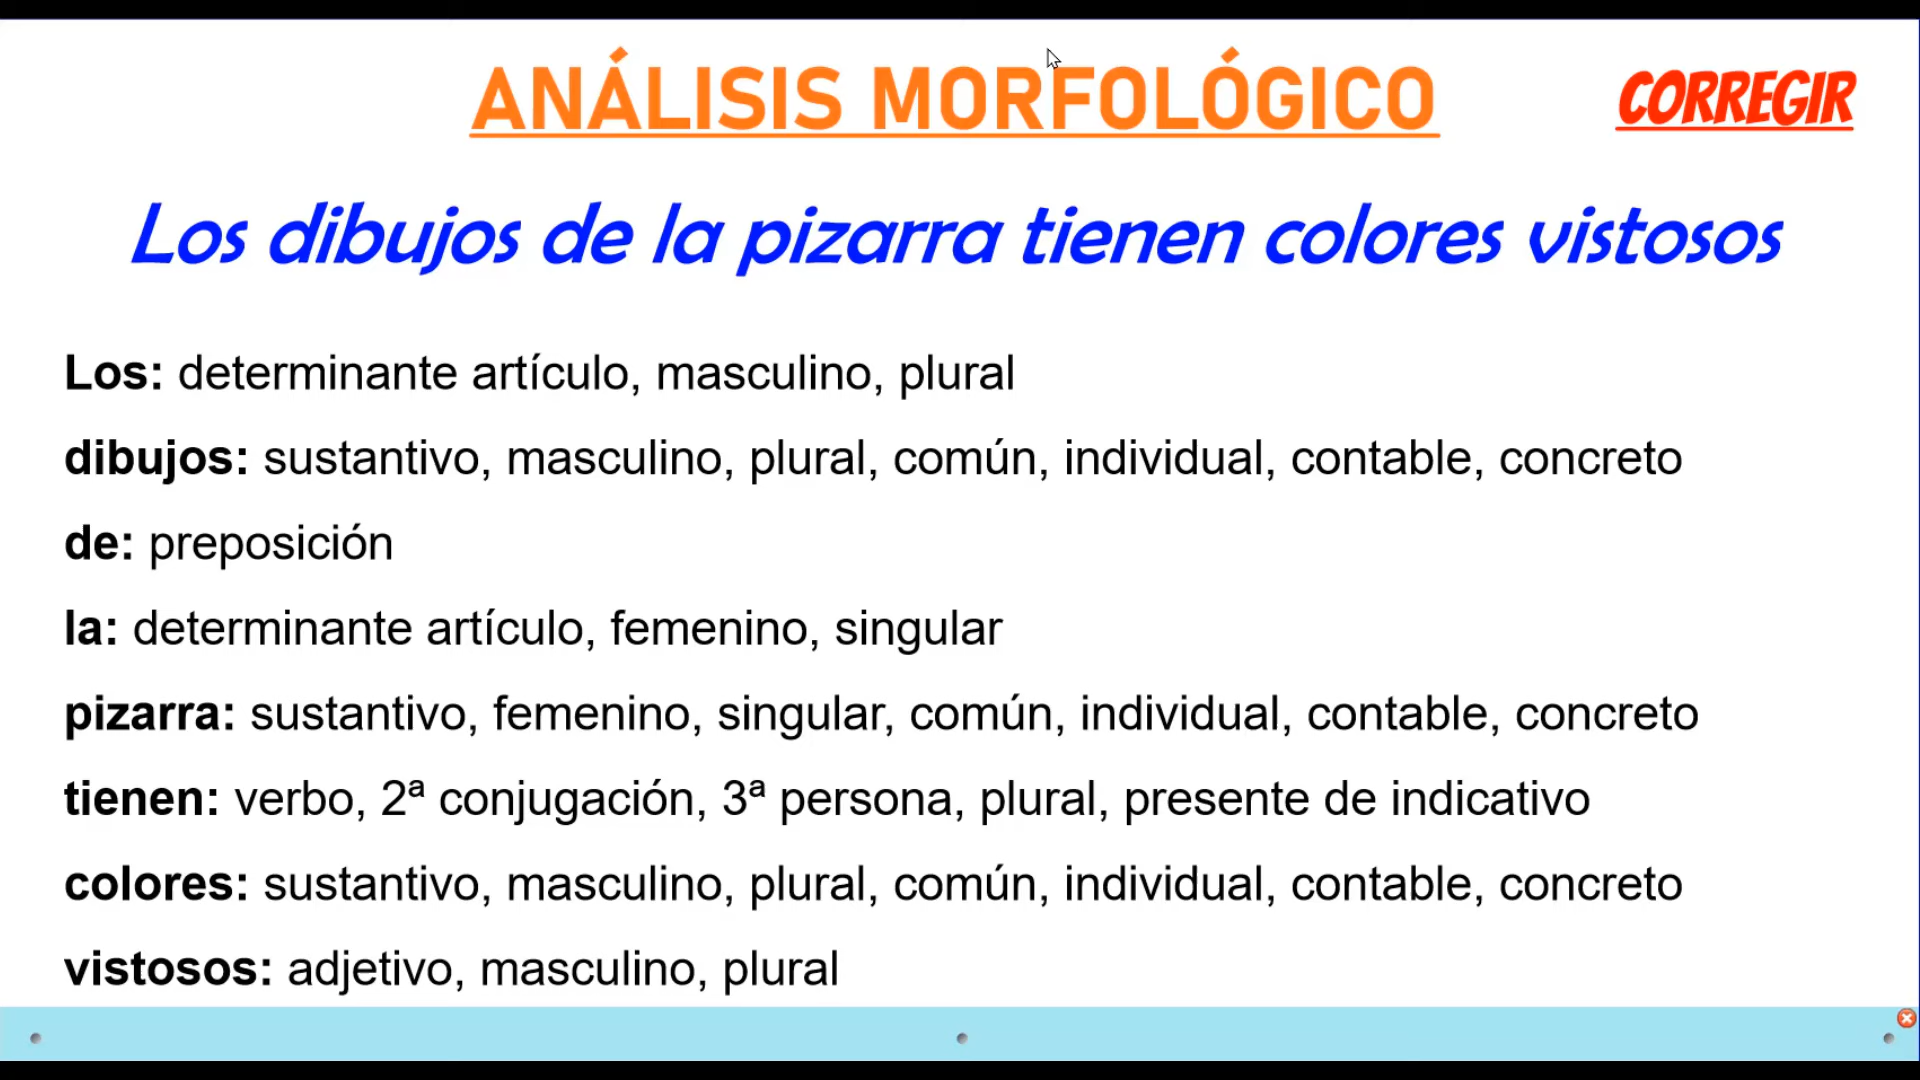 ANÁLISIS MORFOLÓGICO
CORREGIR
Los dibujos de la pizarra tienen colores vistosos
Los: determinante artículo, masculino, plural
dibujos: sustantivo, masculino, plural, común, individual, contable, concreto
de: preposición
la: determinante artículo, femenino, singular
pizarra: sustantivo, femenino, singular, común, individual, contable, concreto
tienen: verbo, 2ª conjugación, 3ª persona, plural, presente de indicativo
colores: sustantivo, masculino, plural, común, individual, contable, concreto
vistosos: adjetivo, masculino, plural